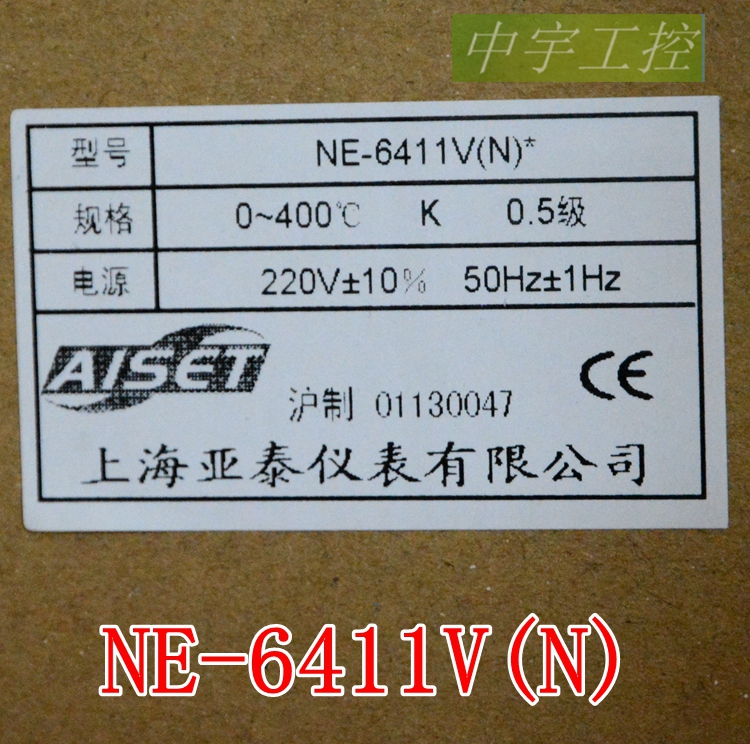 中宇工控
型号 NE-6411V(N)*
规格 0~400℃ K 0.5级
电源 220V±10% 50Hz±1Hz
AISET
沪制 01130047
CE
上海亚泰仪表有限公司
NE-6411V(N)